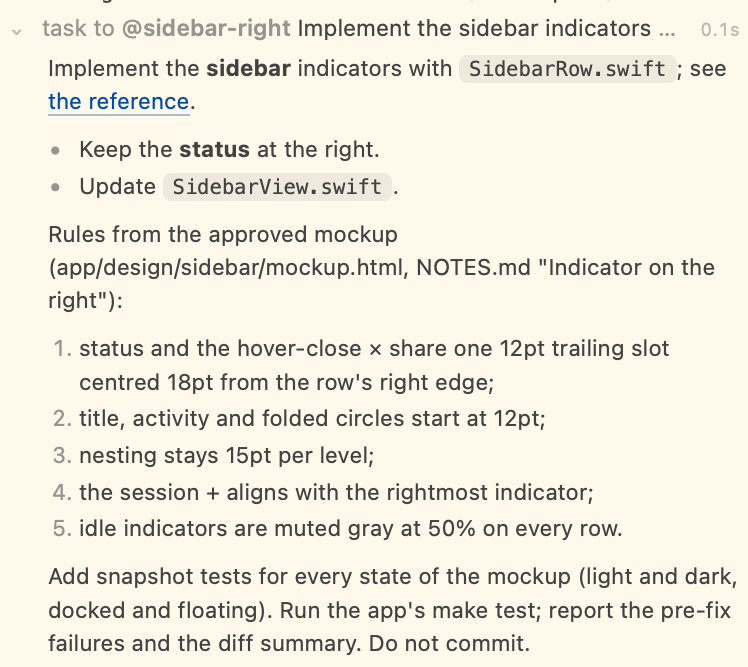 task to @sidebar-right Implement the sidebar indicators ... 0.1s
Implement the sidebar indicators with SidebarRow.swift; see
the reference.
• Keep the status at the right.
• Update SidebarView.swift.
Rules from the approved mockup
(app/design/sidebar/mockup.html, NOTES.md "Indicator on the
right"):
1. status and the hover-close × share one 12pt trailing slot
centred 18pt from the row's right edge;
2. title, activity and folded circles start at 12pt;
3. nesting stays 15pt per level;
4. the session + aligns with the rightmost indicator;
5. idle indicators are muted gray at 50% on every row.
Add snapshot tests for every state of the mockup (light and dark,
docked and floating). Run the app's make test; report the pre-fix
failures and the diff summary. Do not commit.